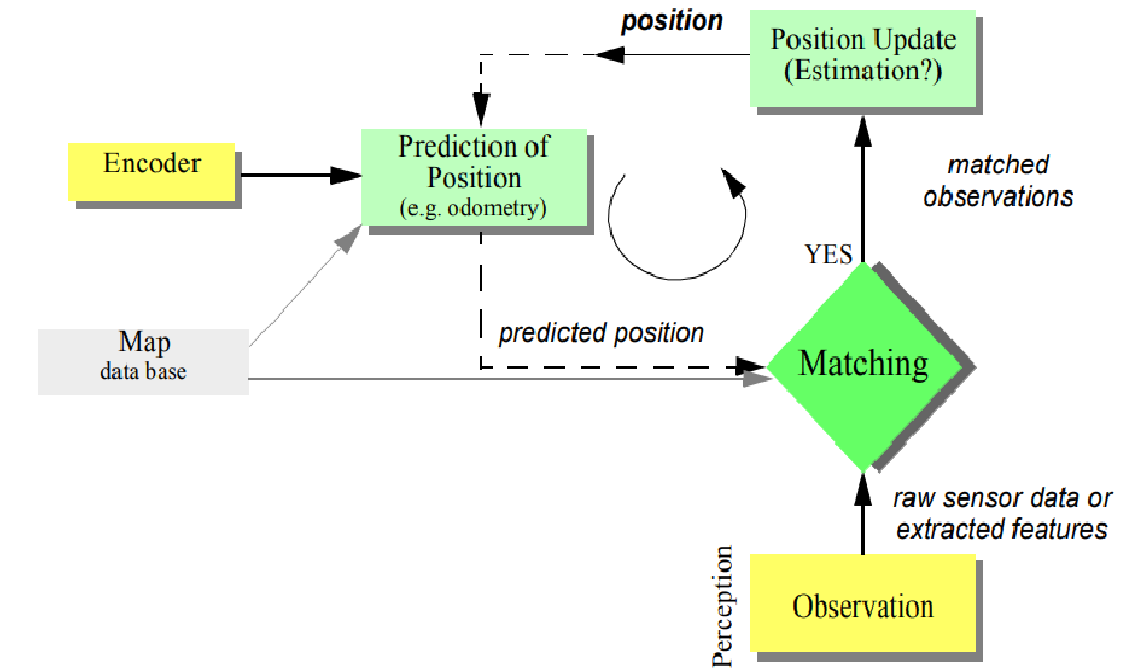 position
Position Update
(Estimation?)
Encoder
Prediction of
Position
(e.g. odometry)
matched
observations
YES
Map
data base
predicted position
Matching
raw sensor data or
extracted features
Perception
Observation